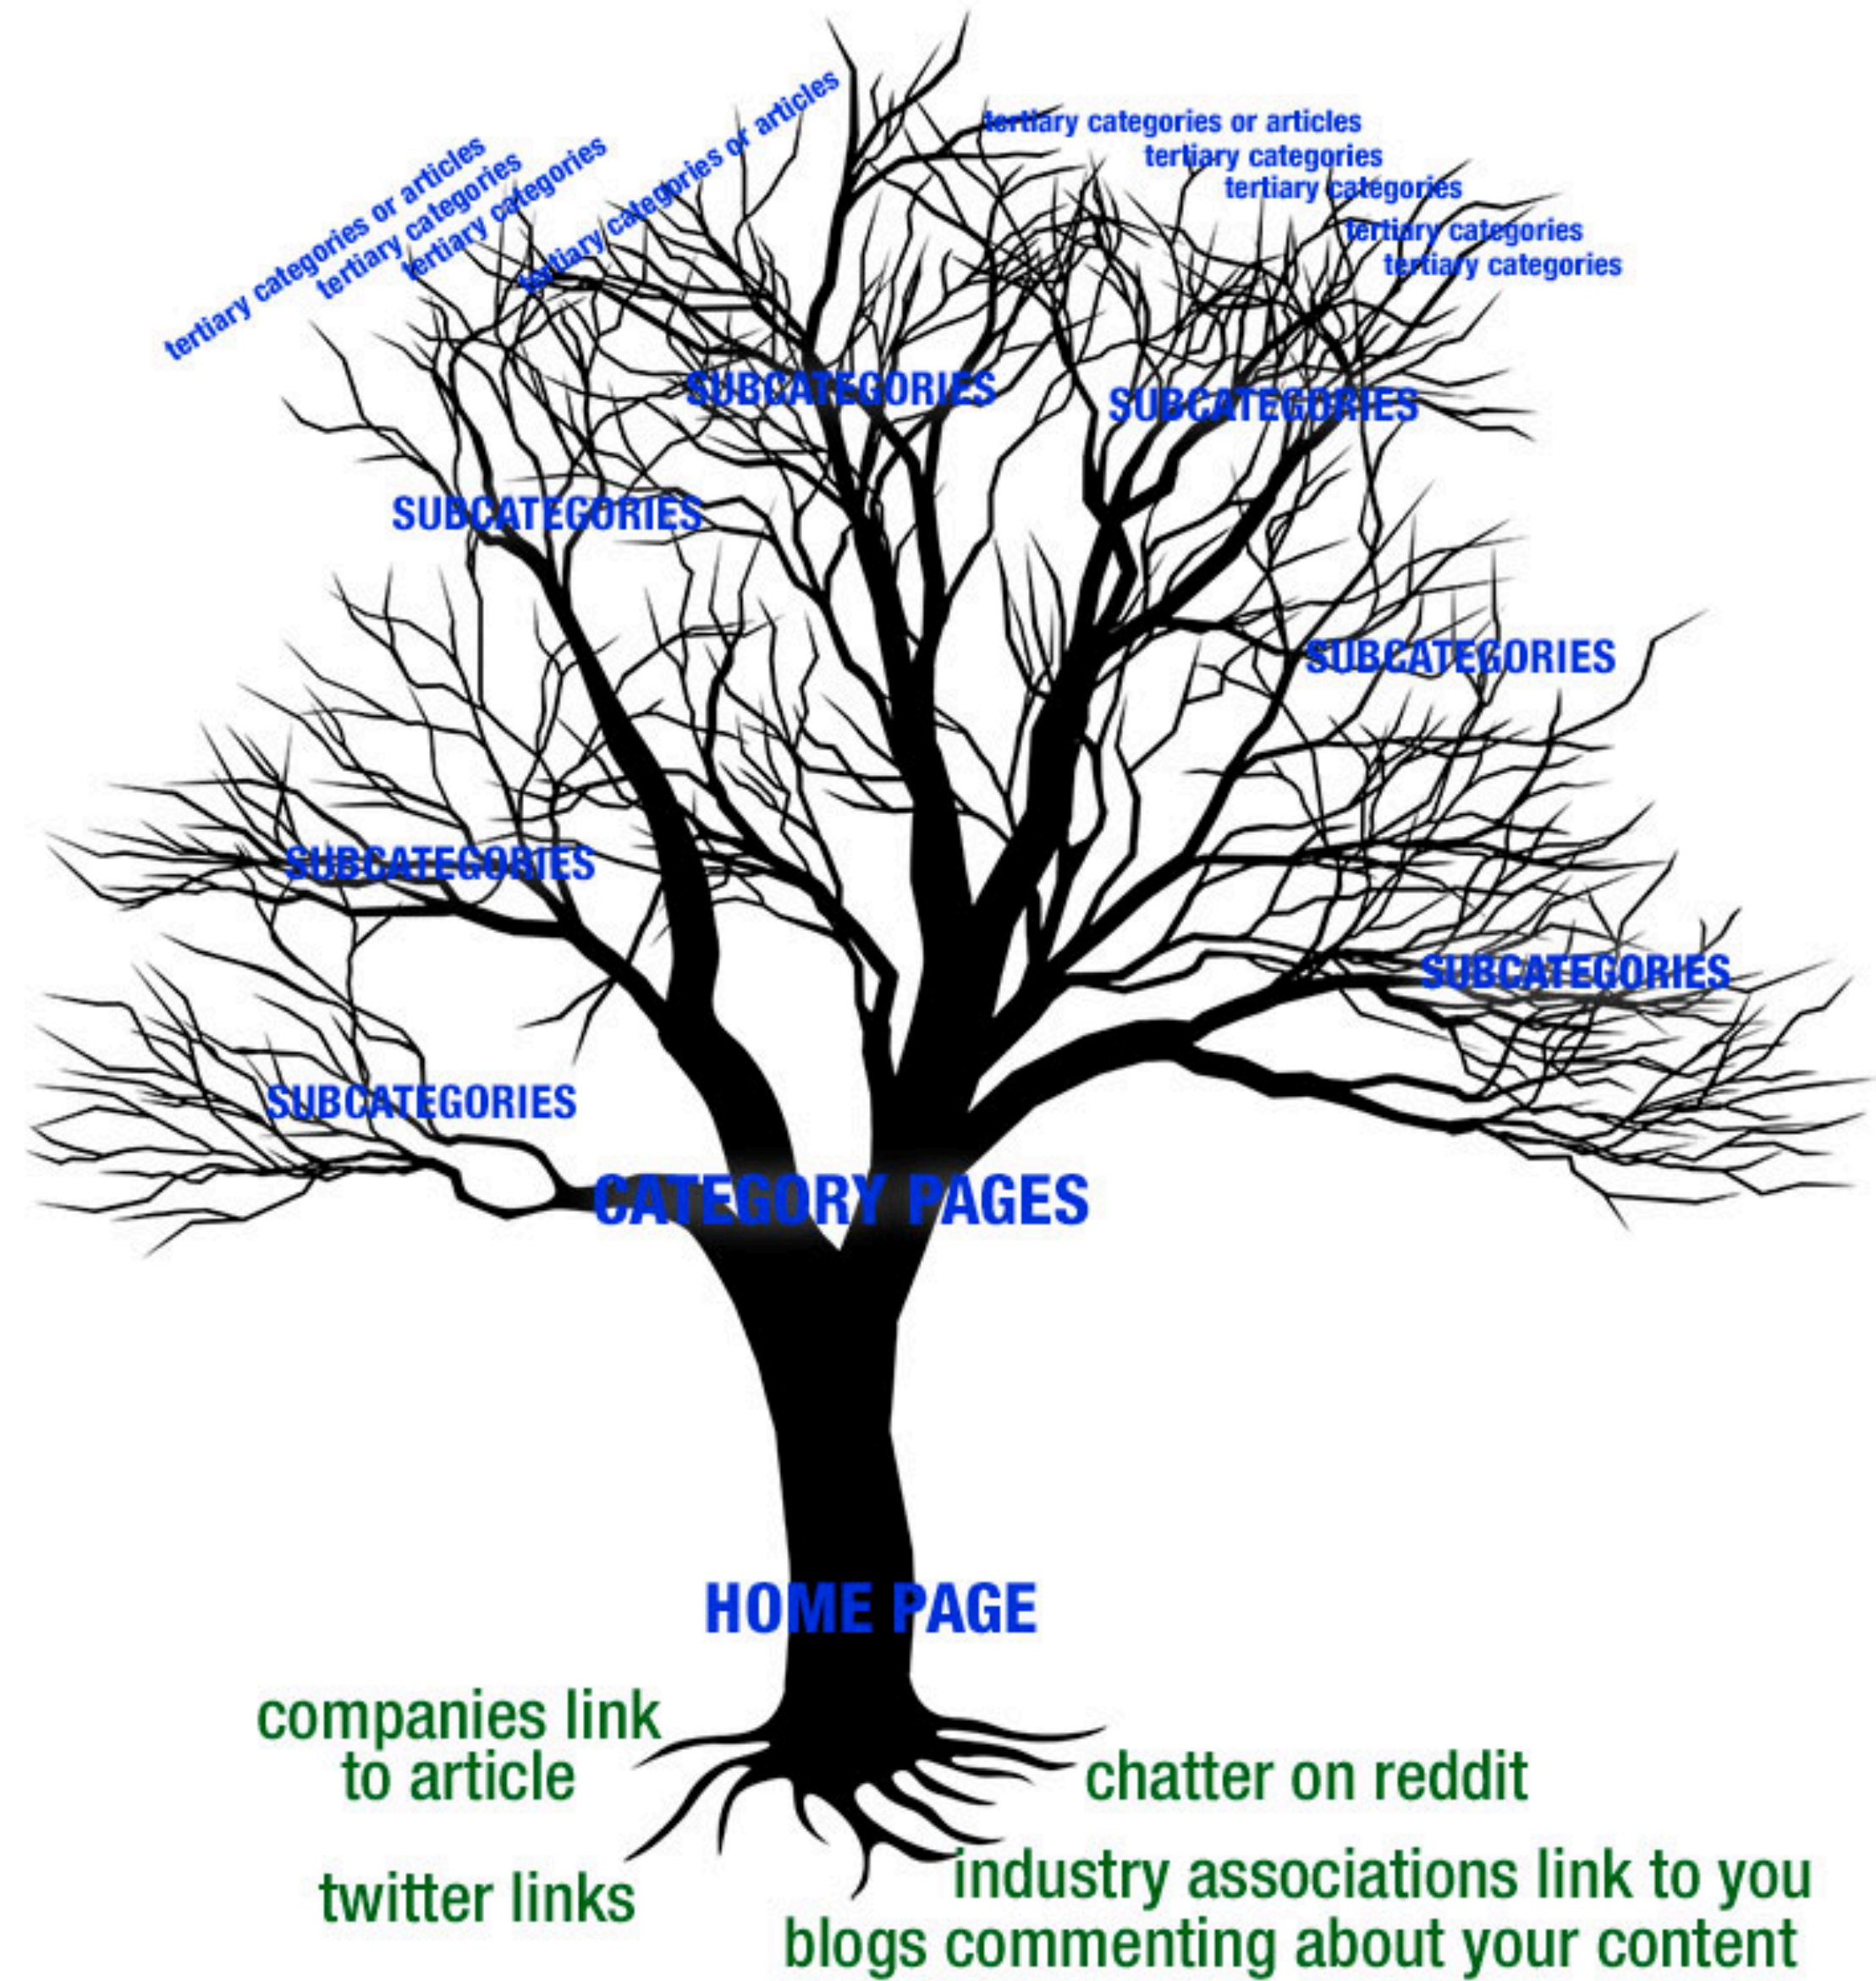 tertiary categories or articles
tertiary categories
tertiary categories
tertiary categories or articles
tertiary categories or articles
tertiary categories
tertiary categories
tertiary categories
tertiary categories
SUBCATEGORIES
SUBCATEGORIES
SUBCATEGORIES
SUBCATEGORIES
SUBCATEGORIES
SUBCATEGORIES
SUBCATEGORIES
CATEGORY PAGES
HOME PAGE
companies link
to article
chatter on reddit
twitter links
industry associations link to you
blogs commenting about your content